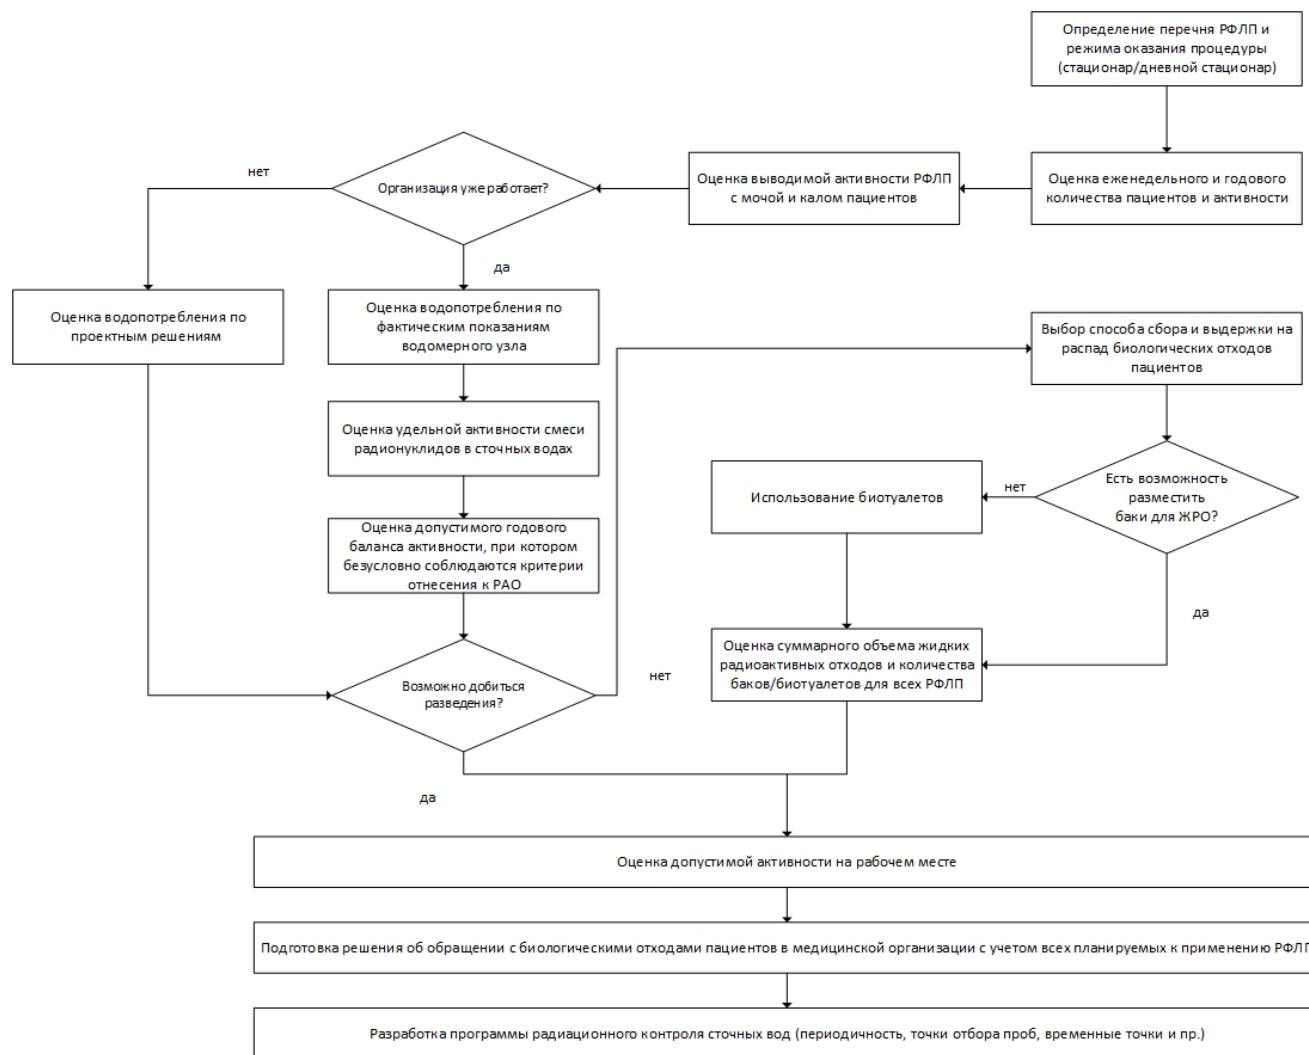 Определение перечня РФЛП и
режима оказания процедуры
(стационар/дневной стационар)
Оценка еженедельного и годового
количества пациентов и активности
Оценка выводимой активности РФЛП
с мочой и калом пациентов
Организация уже работает?
нет
да
Оценка водопотребления по
проектным решениям
Оценка водопотребления по
фактическим показаниям
водомерного узла
Оценка удельной активности смеси
радионуклидов в сточных водах
Оценка допустимого годового
баланса активности, при котором
безусловно соблюдаются критерии
отнесения к РАО
Возможно добиться
разведения?
нет
да
Выбор способа сбора и выдержки на
распад биологических отходов
пациентов
Есть возможность
разместить
баки для ЖРО?
нет
да
Использование биотуалетов
Оценка суммарного объема жидких
радиоактивных отходов и количества
баков/биотуалетов для всех РФЛП
Оценка допустимой активности на рабочем месте
Подготовка решения об обращении с биологическими отходами пациентов в медицинской организации с учетом всех планируемых к применению РФЛП
Разработка программы радиационного контроля сточных вод (периодичность, точки отбора проб, временные точки и пр.)